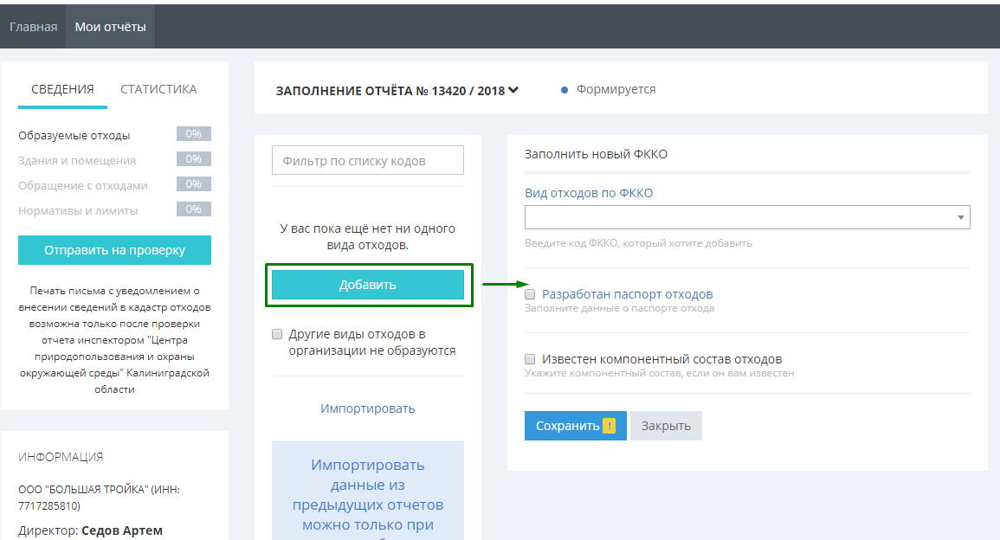 Главная Мои отчёты
СВЕДЕНИЯ СТАТИСТИКА
Образуемые отходы 0%
Здания и помещения 0%
Обращение с отходами 0%
Нормативы и лимиты 0%
Отправить на проверку
Печать письма с уведомлением о
внесении сведений в кадастр отходов
возможна только после проверки
отчета инспектором "Центра
природопользования и охраны
окружающей среды" Калиниградской
области
ИНФОРМАЦИЯ
ООО "БОЛЬШАЯ ТРОЙКА" (ИНН:
7717285810)
Директор: Седов Артем
ЗАПОЛНЕНИЕ ОТЧЁТА № 13420 / 2018
Формируется
Фильтр по списку кодов
У вас пока ещё нет ни одного
вида отходов.
Добавить
Другие виды отходов в
организации не образуются
Импортировать
Импортировать
данные из
предыдущих отчетов
можно только при
Заполнить новый ФККО
Вид отходов по ФККО
Введите код ФККО, который хотите добавить
Разработан паспорт отходов
Заполните данные о паспорте отхода
Известен компонентный состав отходов
Укажите компонентный состав, если он вам известен
Сохранить ! Закрыть